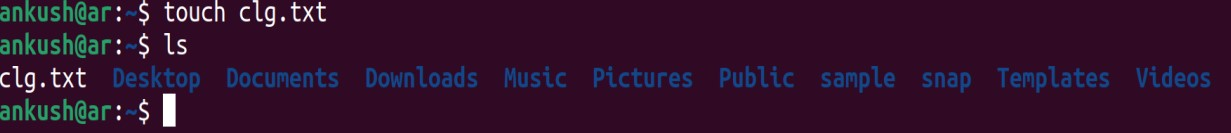 ankush@ar:~$ touch clg.txt
ankush@ar:~$ ls
clg.txt  Desktop  Documents  Downloads  Music  Pictures  Public  sample  snap  Templates  Videos
ankush@ar:~$